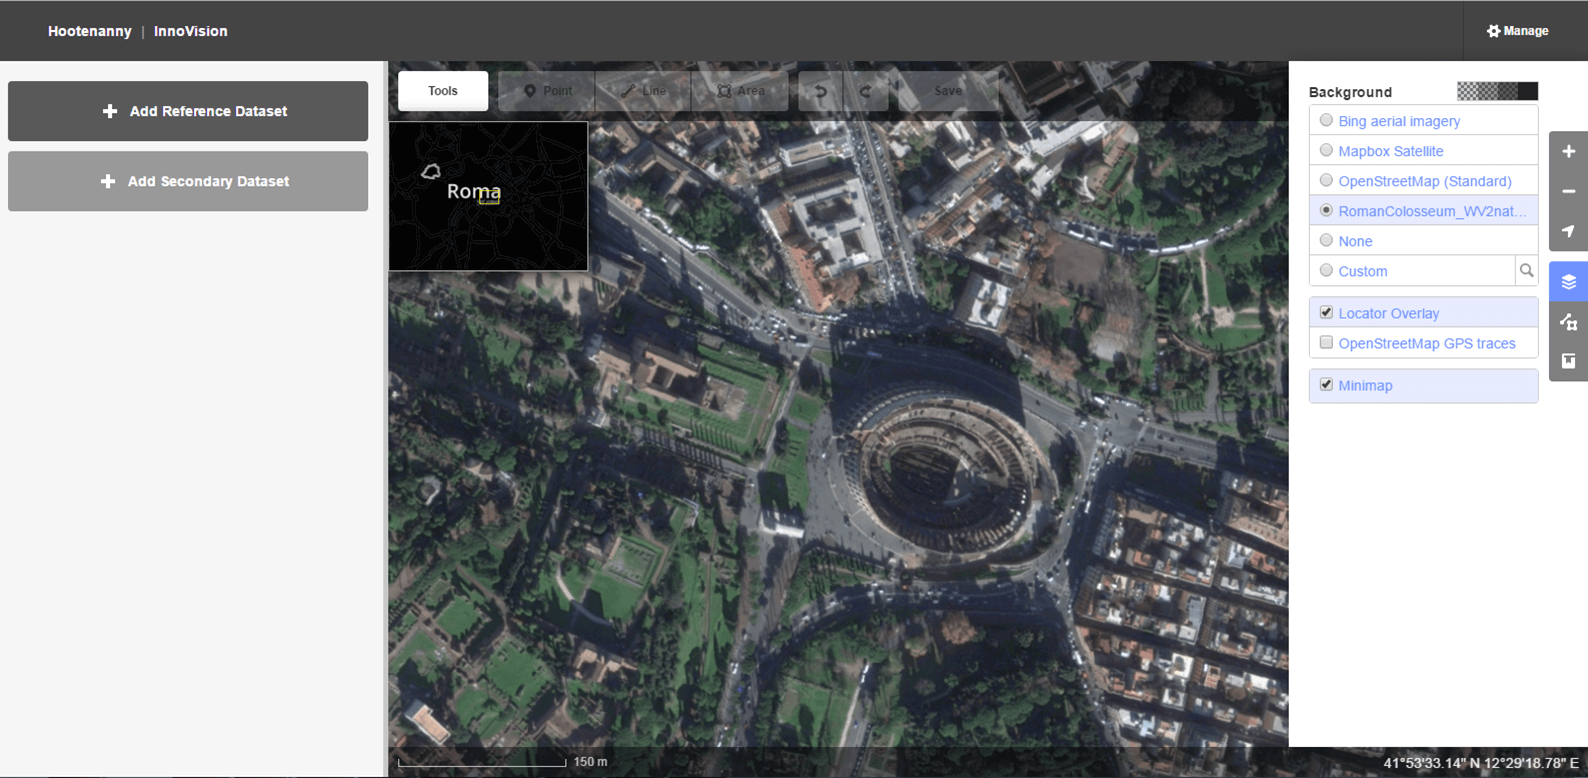 Hootenanny | InnoVision
Manage
Add Reference Dataset
Add Secondary Dataset
Tools
Point
Line
Area
Save
Roma
Background
Bing aerial imagery
Mapbox Satellite
OpenStreetMap (Standard)
RomanColosseum_WV2nat...
None
Custom
Locator Overlay
OpenStreetMap GPS traces
Minimap
150 m
41°53'33.14" N 12°29'18.78" E